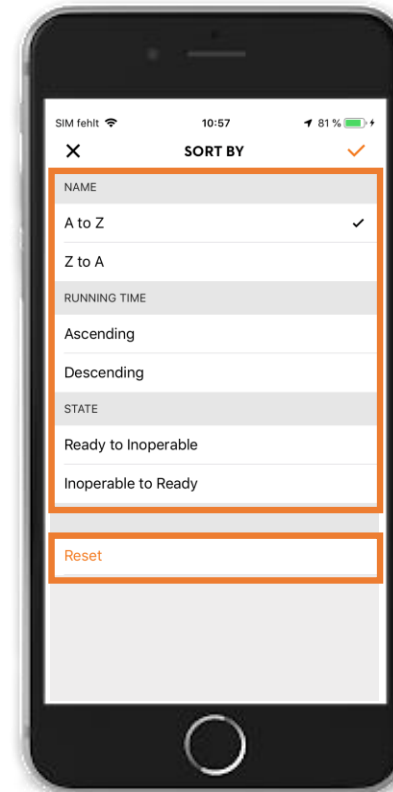 SIM fehlt 10:57 81 %
SORT BY
NAME
A to Z
Z to A
RUNNING TIME
Ascending
Descending
STATE
Ready to Inoperable
Inoperable to Ready
Reset